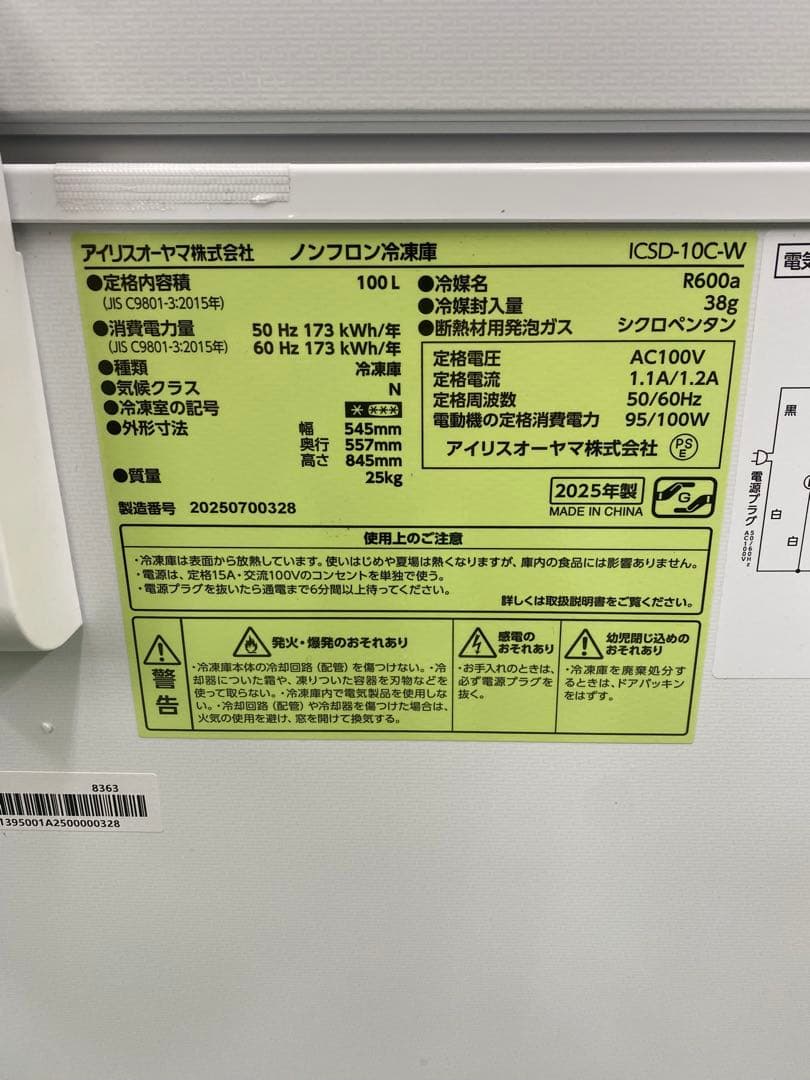 アイリスオーヤマ株式会社 ノンフロン冷凍庫 ICSD-10C-W
●定格内容積 100 L
(JIS C9801-3:2015年)
●消費電力量 50 Hz 173 kWh/年
(JIS C9801-3:2015年) 60 Hz 173 kWh/年
●種類 冷凍庫
●気候クラス N
●冷凍室の記号
●外形寸法 幅 545mm
奥行 557mm
高さ 845mm
●質量 25kg
製造番号 20250700328
●冷媒名 R600a
●冷媒封入量 38g
●断熱材用発泡ガス シクロペンタン
定格電圧 AC100V
定格電流 1.1A/1.2A
定格周波数 50/60Hz
電動機の定格消費電力 95/100W
アイリスオーヤマ株式会社 PSE
2025年製
MADE IN CHINA
G
使用上のご注意
・冷凍庫は表面から放熱しています。使いはじめや夏場は熱くなりますが、庫内の食品には影響ありません。
・電源は、定格15A・交流100Vのコンセントを単独で使う。
・電源プラグを抜いたら通電まで6分間以上待ってください。
詳しくは取扱説明書をご覧ください。
警告
発火・爆発のおそれあり
・冷凍庫本体の冷却回路（配管）を傷つけない。・冷
却器についた霜や、凍りついた容器を刃物などを
使って取らない。・冷凍庫内で電気製品を使用しな
い。・冷却回路（配管）や冷却器を傷つけた場合は、
火気の使用を避け、窓を開けて換気する。
感電の
おそれあり
・お手入れのときは、
必ず電源プラグを
抜く。
幼児閉じ込めの
おそれあり
・冷凍庫を廃棄処分す
るときは、ドアパッキン
をはずす。
電気
黒
電源プラグ
50/60Hz
AC100V
白
白
8363
1395001A2500000328